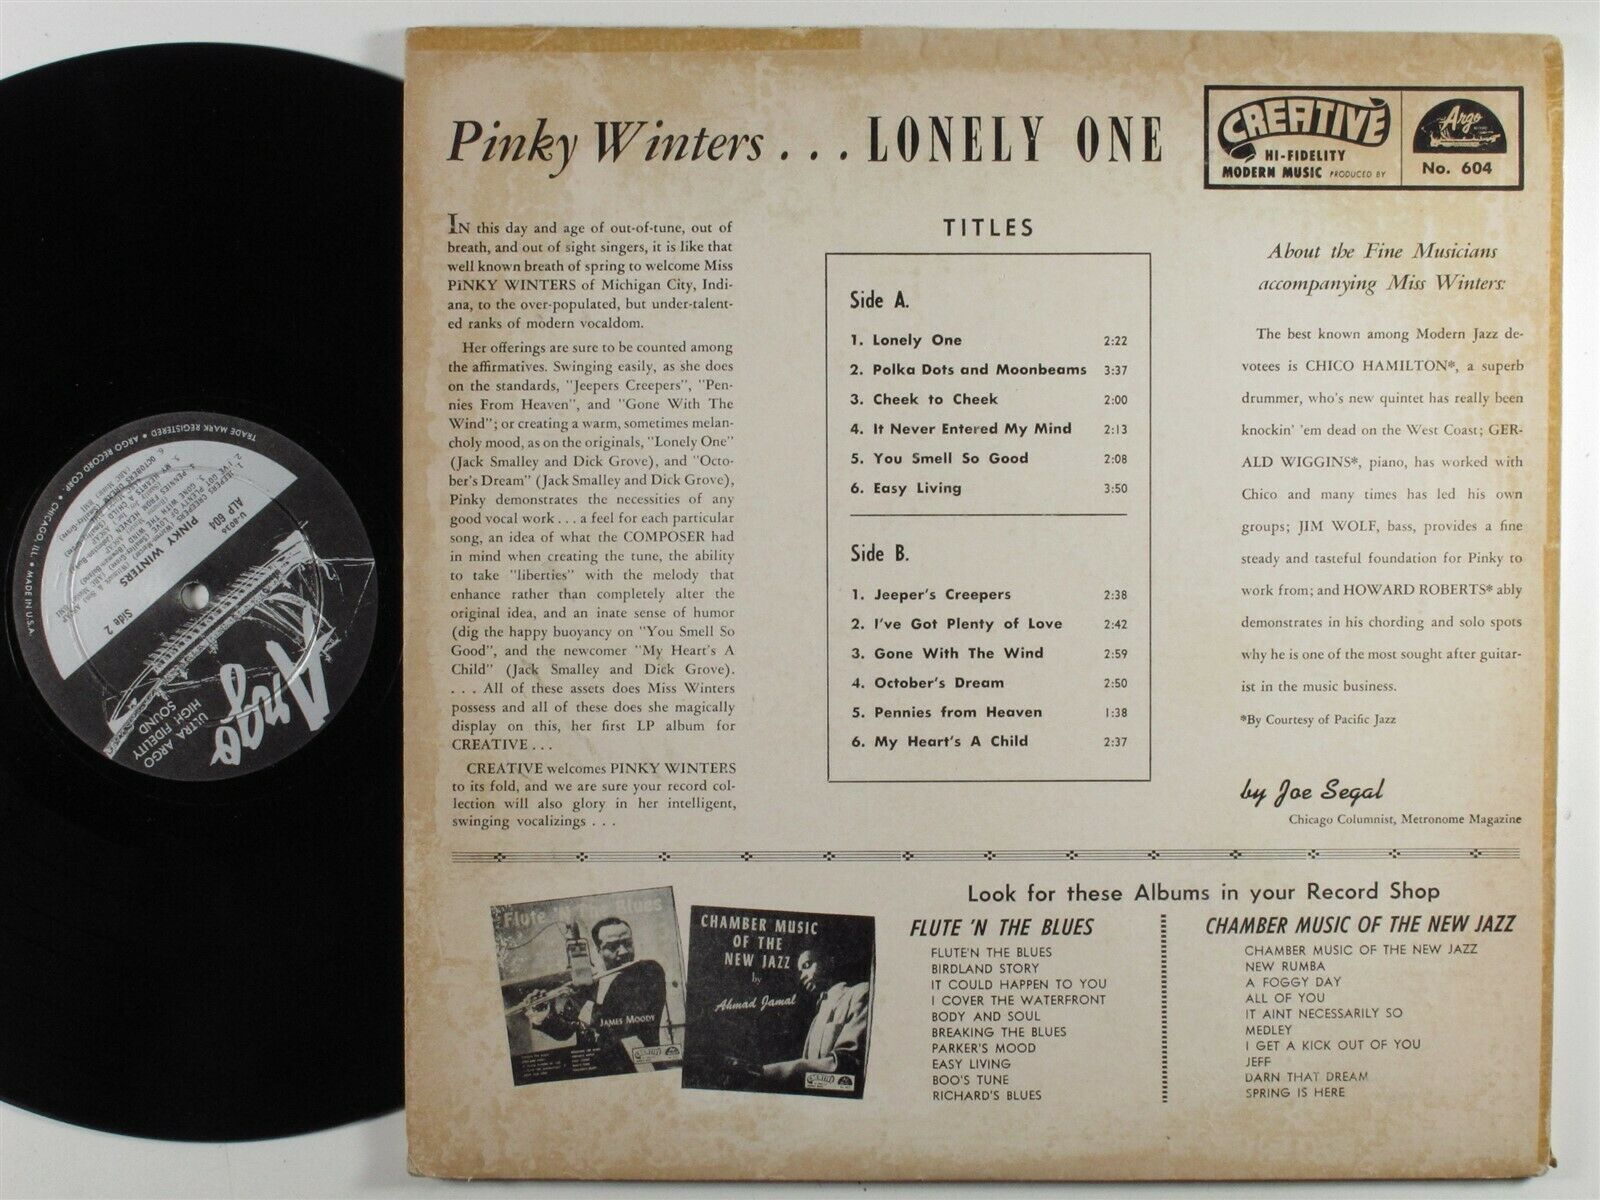 Pinky Winters . . . LONELY ONE
CREATIVE
HI-FIDELITY
MODERN MUSIC PRODUCED BY
Argo
No. 604
IN this day and age of out-of-tune, out of
breath, and out of sight singers, it is like that
well known breath of spring to welcome Miss
PiNKY WINTERS of Michigan City, Indi-
ana, to the over-populated, but under-talent-
ed ranks of modern vocaldom.
Her offerings are sure to be counted among
the affirmatives. Swinging easily, as she does
on the standards, "Jeepers Creepers", "Pen-
nies From Heaven", and "Gone With The
Wind"; or creating a warm, sometimes melan-
choly mood, as on the originals, "Lonely One"
(Jack Smalley and Dick Grove), and "Octo-
ber's Dream" (Jack Smalley and Dick Grove),
Pinky demonstrates the necessities of any
good vocal work . . . a feel for each particular
song, an idea of what the COMPOSER had
in mind when creating the tune, the ability
to take "liberties" with the melody that
enhance rather than completely alter the
original idea, and an inate sense of humor
(dig the happy buoyancy on "You Smell So
Good", and the newcomer "My Heart's A
Child" (Jack Smalley and Dick Grove).
. . . . All of these assets does Miss Winters
possess and all of these does she magically
display on this, her first LP album for
CREATIVE . . .
CREATIVE welcomes PINKY WINTERS
to its fold, and we are sure your record col-
lection will also glory in her intelligent,
swinging vocalizings . . .
TITLES
Side A.
1. Lonely One 2:22
2. Polka Dots and Moonbeams 3:37
3. Cheek to Cheek 2:00
4. It Never Entered My Mind 2:13
5. You Smell So Good 2:08
6. Easy Living 3:50
Side B.
1. Jeeper's Creepers 2:38
2. I've Got Plenty of Love 2:42
3. Gone With The Wind 2:59
4. October's Dream 2:50
5. Pennies from Heaven 1:38
6. My Heart's A Child 2:37
About the Fine Musicians
accompanying Miss Winters:
The best known among Modern Jazz de-
votees is CHICO HAMILTON*, a superb
drummer, who's new quintet has really been
knockin' 'em dead on the West Coast; GER-
ALD WIGGINS*, piano, has worked with
Chico and many times has led his own
groups; JIM WOLF, bass, provides a fine
steady and tasteful foundation for Pinky to
work from; and HOWARD ROBERTS* ably
demonstrates in his chording and solo spots
why he is one of the most sought after guitar-
ist in the music business.
*By Courtesy of Pacific Jazz
by Joe Segal
Chicago Columnist, Metronome Magazine
Look for these Albums in your Record Shop
FLUTE 'N THE BLUES
FLUTE'N THE BLUES
BIRDLAND STORY
IT COULD HAPPEN TO YOU
I COVER THE WATERFRONT
BODY AND SOUL
BREAKING THE BLUES
PARKER'S MOOD
EASY LIVING
BOO'S TUNE
RICHARD'S BLUES
CHAMBER MUSIC OF THE NEW JAZZ
CHAMBER MUSIC OF THE NEW JAZZ
NEW RUMBA
A FOGGY DAY
ALL OF YOU
IT AINT NECESSARILY SO
MEDLEY
I GET A KICK OUT OF YOU
JEFF
DARN THAT DREAM
SPRING IS HERE
Flute 'N The Blues
JAMES MOODY
CHAMBER MUSIC
OF THE
NEW JAZZ
by
Ahmad Jamal
Argo
ULTRA ARGO
HIGH FIDELITY
SOUND
PINKY WINTERS
Side 2
U-8036
ALP 604
TRADE MARK REGISTERED • ARGO RECORD CORP. • CHICAGO, ILL. • MADE IN U.S.A.